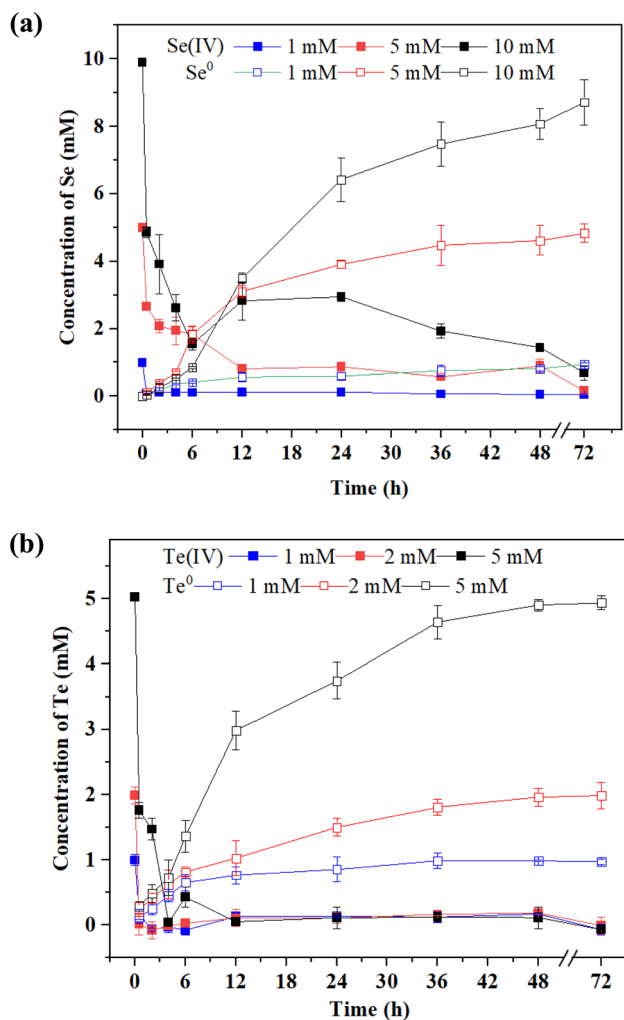 (a)
Se(IV) 1 mM 5 mM 10 mM
Se⁰ 1 mM 5 mM 10 mM
10
8
6
4
2
0
Concentration of Se (mM)
0 6 12 18 24 30 36 42 48 72
Time (h)
(b)
Te(IV) 1 mM 2 mM 5 mM
Te⁰ 1 mM 2 mM 5 mM
5
4
3
2
1
0
Concentration of Te (mM)
0 6 12 18 24 30 36 42 48 72
Time (h)